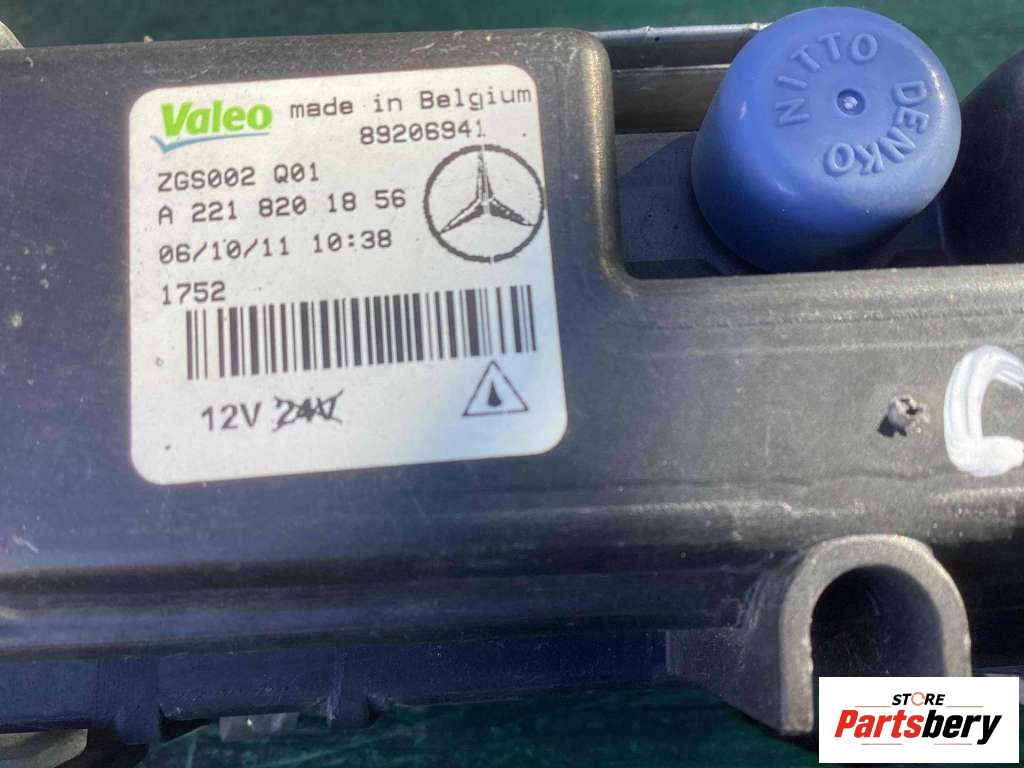 Valeo made in Belgium
89206941
ZGS002 Q01
A 221 820 18 56
06/10/11 10:38
1752
12V 24V
NITTO
DENKO
STORE
Partsbery